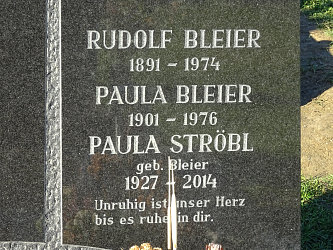 RUDOLF BLEIER
1891 – 1974
PAULA BLEIER
1901 – 1976
PAULA STRÖBL
geb. Bleier
1927 – 2014
Unruhig ist unser Herz
bis es ruhet in dir.